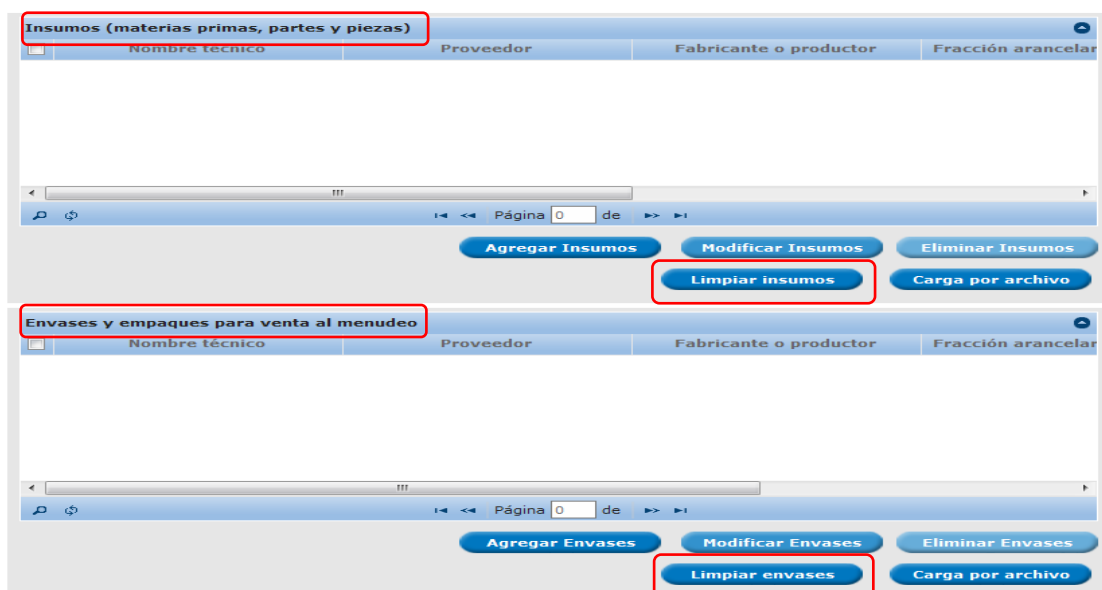 Insumos (materias primas, partes y piezas)
Nombre técnico Proveedor Fabricante o productor Fracción arancelar
Página 0 de
Agregar Insumos Modificar Insumos Eliminar Insumos
Limpiar insumos Carga por archivo
Envases y empaques para venta al menudeo
Nombre técnico Proveedor Fabricante o productor Fracción arancelar
Página 0 de
Agregar Envases Modificar Envases Eliminar Envases
Limpiar envases Carga por archivo